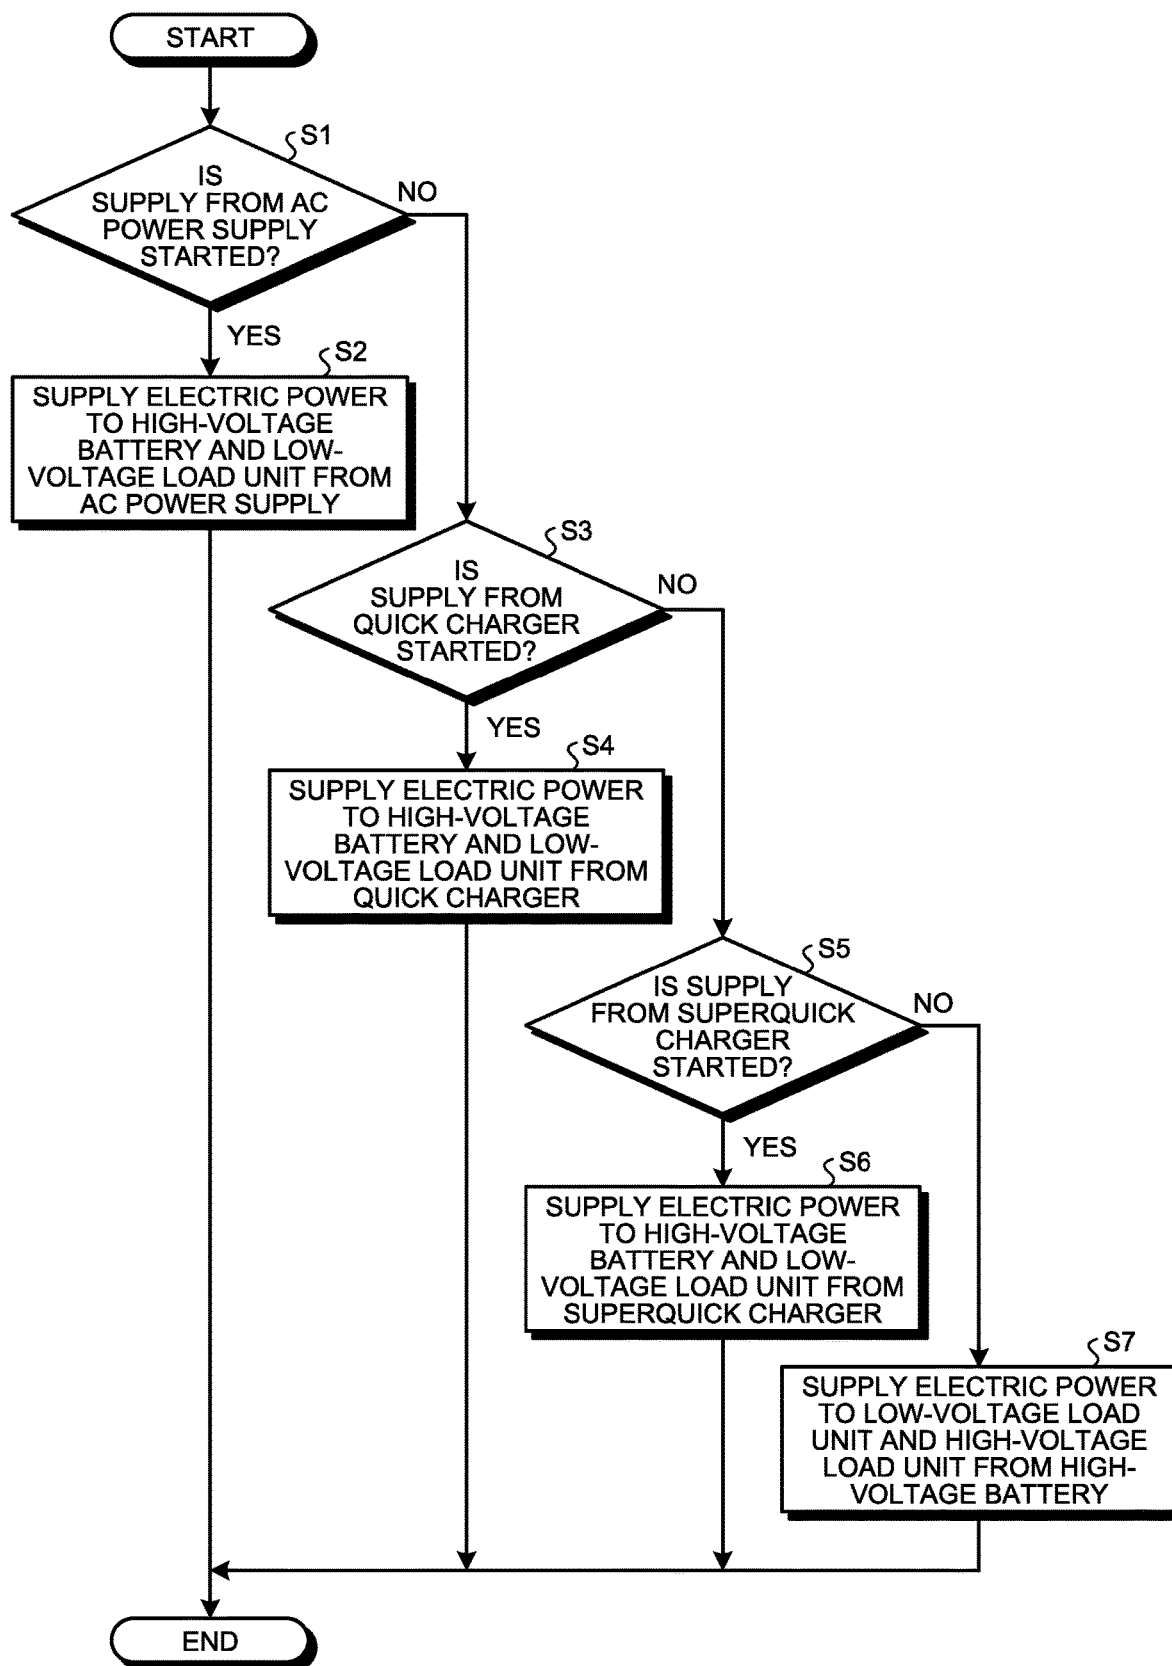 START
S1
IS
SUPPLY FROM AC
POWER SUPPLY
STARTED?
NO
YES
S2
SUPPLY ELECTRIC POWER
TO HIGH-VOLTAGE
BATTERY AND LOW-
VOLTAGE LOAD UNIT FROM
AC POWER SUPPLY
S3
IS
SUPPLY FROM
QUICK CHARGER
STARTED?
NO
YES
S4
SUPPLY ELECTRIC POWER
TO HIGH-VOLTAGE
BATTERY AND LOW-
VOLTAGE LOAD UNIT FROM
QUICK CHARGER
S5
IS SUPPLY
FROM SUPERQUICK
CHARGER
STARTED?
NO
YES
S6
SUPPLY ELECTRIC POWER
TO HIGH-VOLTAGE
BATTERY AND LOW-
VOLTAGE LOAD UNIT FROM
SUPERQUICK CHARGER
S7
SUPPLY ELECTRIC POWER
TO LOW-VOLTAGE LOAD
UNIT AND HIGH-VOLTAGE
LOAD UNIT FROM HIGH-
VOLTAGE BATTERY
END